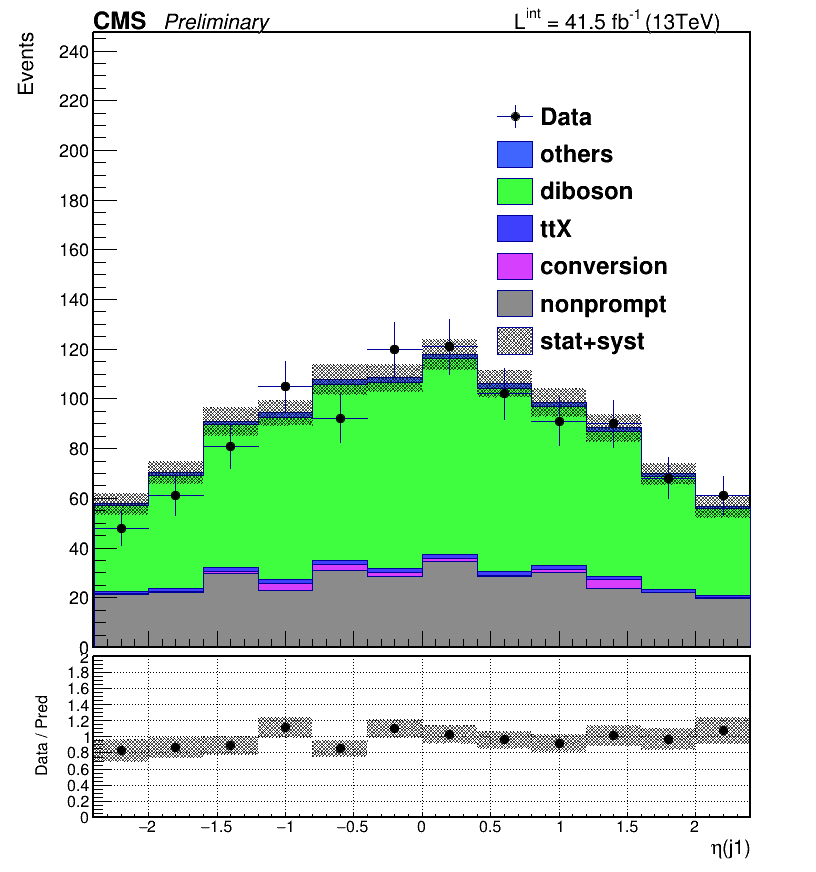 CMS Preliminary L^int = 41.5 fb^-1 (13TeV)
Events
240
220
200
180
160
140
120
100
80
60
40
20
0
Data
others
diboson
ttX
conversion
nonprompt
stat+syst
Data / Pred
2
1.8
1.6
1.4
1.2
1
0.8
0.6
0.4
0.2
0
−2 −1.5 −1 −0.5 0 0.5 1 1.5 2
η(j1)